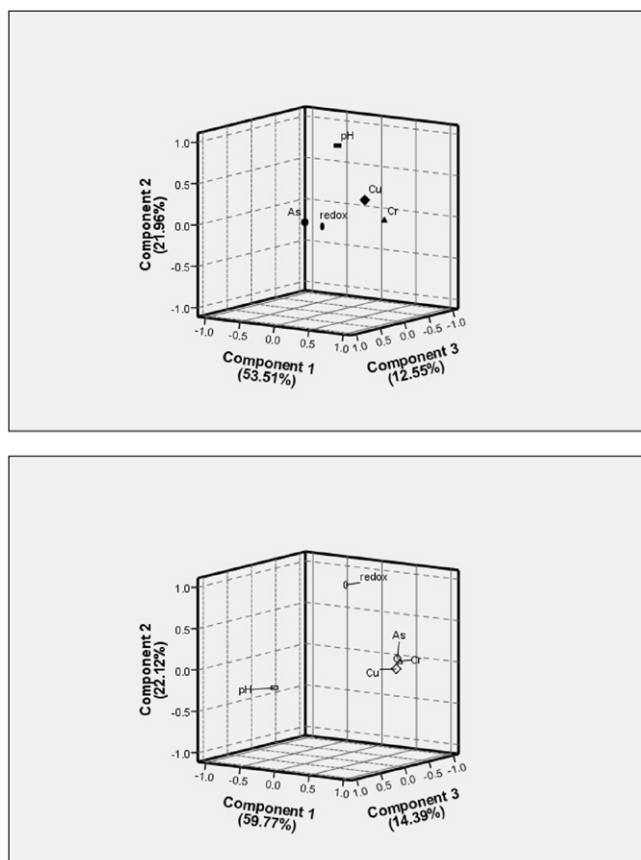 pH
1.0
Cu
0.5
As
redox
Cr
0.0
-0.5
-1.0
Component 2
(21.96%)
-1.0
-0.5
0.0
0.5
1.0
1.0
0.5
0.0
-0.5
-1.0
Component 1
(53.51%)
Component 3
(12.55%)
redox
1.0
0.5
As
0.0
Cr
Cu
pH
-0.5
-1.0
Component 2
(22.12%)
-1.0
-0.5
0.0
0.5
1.0
1.0
0.5
0.0
-0.5
-1.0
Component 1
(59.77%)
Component 3
(14.39%)